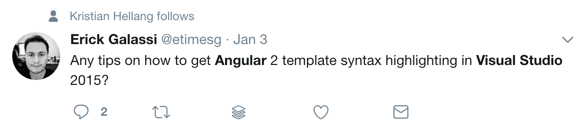 Kristian Hellang follows
Erick Galassi @etimesg · Jan 3
Any tips on how to get Angular 2 template syntax highlighting in Visual Studio
2015?
2